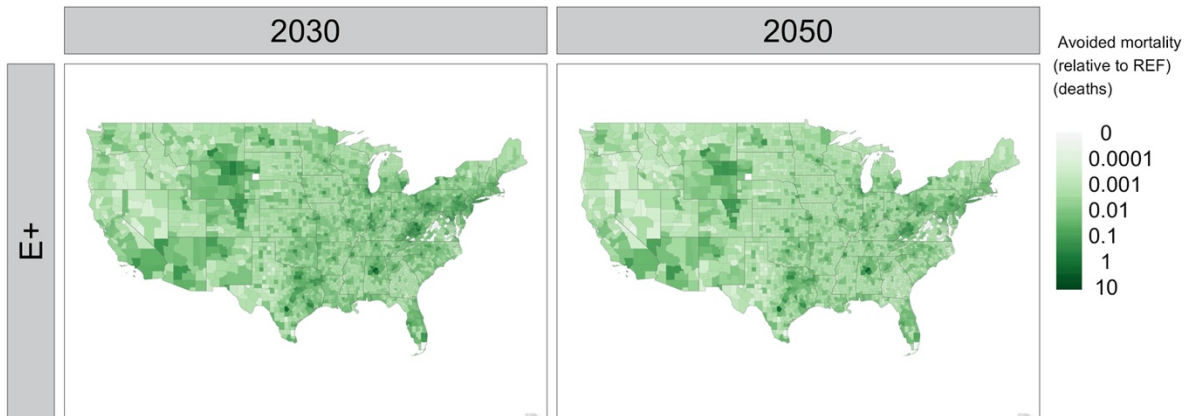 2030
2050
Avoided mortality
(relative to REF)
(deaths)
0
0.0001
0.001
0.01
0.1
1
10
E+